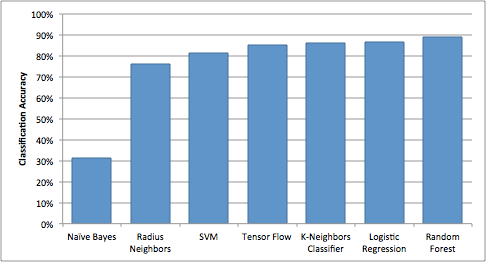 100%
90%
80%
70%
60%
50%
40%
30%
20%
10%
0%
Classification Accuracy
Naïve Bayes
Radius
Neighbors
SVM
Tensor Flow
K-Neighbors
Classifier
Logistic
Regression
Random
Forest